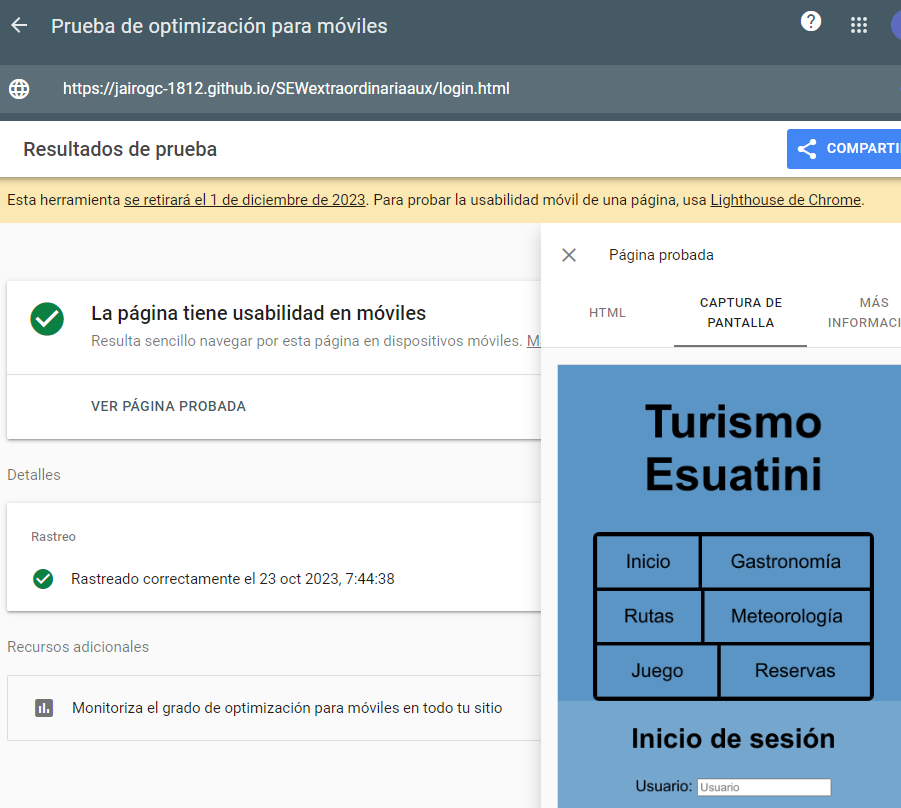 Prueba de optimización para móviles
https://jairogc-1812.github.io/SEWextraordinariaaux/login.html
Resultados de prueba
COMPARTI
Esta herramienta se retirará el 1 de diciembre de 2023. Para probar la usabilidad móvil de una página, usa Lighthouse de Chrome.
La página tiene usabilidad en móviles
Resulta sencillo navegar por esta página en dispositivos móviles. M
VER PÁGINA PROBADA
Detalles
Rastreo
Rastreado correctamente el 23 oct 2023, 7:44:38
Recursos adicionales
Monitoriza el grado de optimización para móviles en todo tu sitio
Página probada
HTML
CAPTURA DE
PANTALLA
MÁS
INFORMACI
Turismo
Esuatini
Inicio
Gastronomía
Rutas
Meteorología
Juego
Reservas
Inicio de sesión
Usuario: Usuario